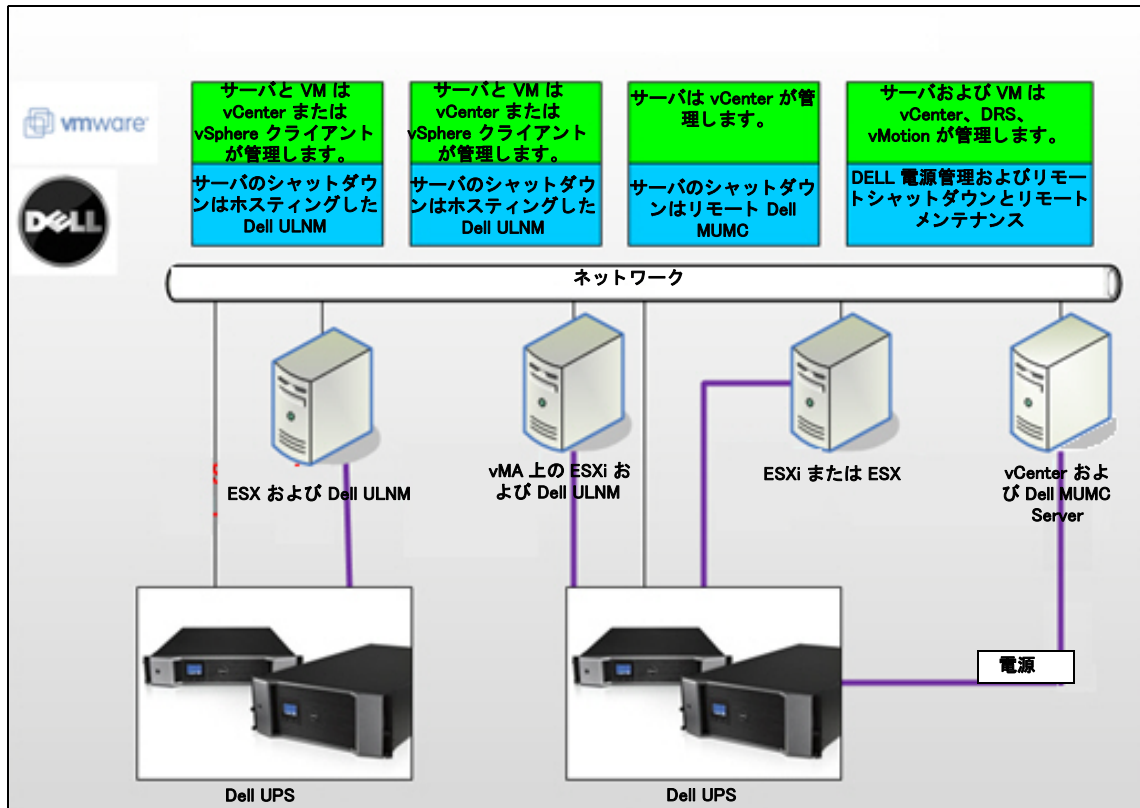 vmware
サーバと VM は
vCenter または
vSphere クライアント
が管理します。
サーバと VM は
vCenter または
vSphere クライアント
が管理します。
サーバは vCenter が管
理します。
サーバおよび VM は
vCenter、DRS、
vMotion が管理します。
DELL
サーバのシャットダウ
ンはホスティングした
Dell ULNM
サーバのシャットダウ
ンはホスティングした
Dell ULNM
サーバのシャットダウ
ンはリモート Dell
MUMC
DELL 電源管理およびリモー
トシャットダウンとリモート
メンテナンス
ネットワーク
ESX および Dell ULNM
vMA 上の ESXi お
よび Dell ULNM
ESXi または ESX
vCenter およ
び Dell MUMC
Server
電源
Dell UPS
Dell UPS